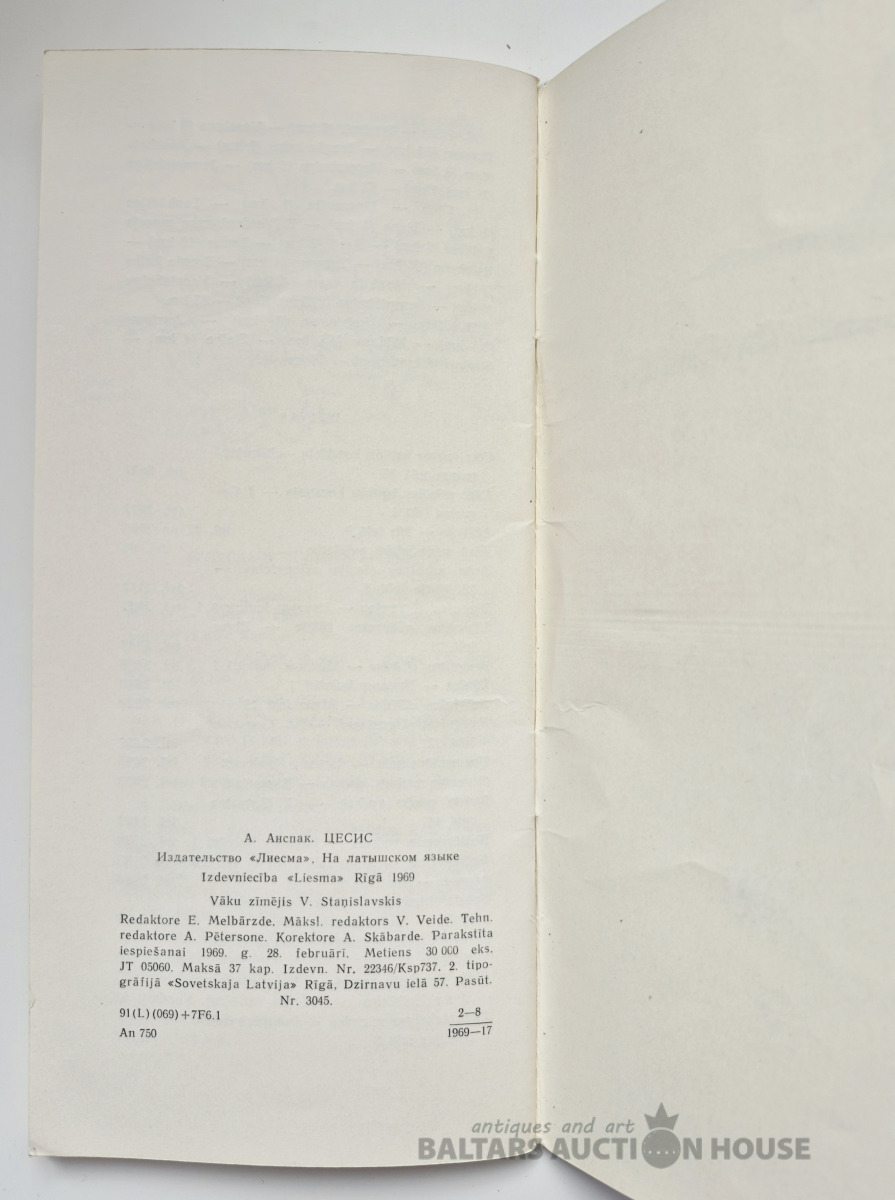 А. Анспак. ЦЕСИС
Издательство «Лиесма». На латышском языке
Izdevniecība «Liesma» Rīgā 1969
Vāku zīmējis V. Staņislavskis
Redaktore E. Melbārzde. Māksl. redaktors V. Veide. Tehn.
redaktore A. Pētersone. Korektore A. Skābarde. Parakstīta
iespiešanai 1969. g. 28. februārī. Metiens 30 000 eks.
JT 05060. Maksā 37 kap. Izdevn. Nr. 22346/Ksp737. 2. tipo-
grāfijā «Sovetskaja Latvija» Rīgā, Dzirnavu ielā 57. Pasūt.
Nr. 3045.
91(L)(069)+7F6.1
2—8
An 750
1969—17
antiques and art
BALTARS AUCTION HOUSE